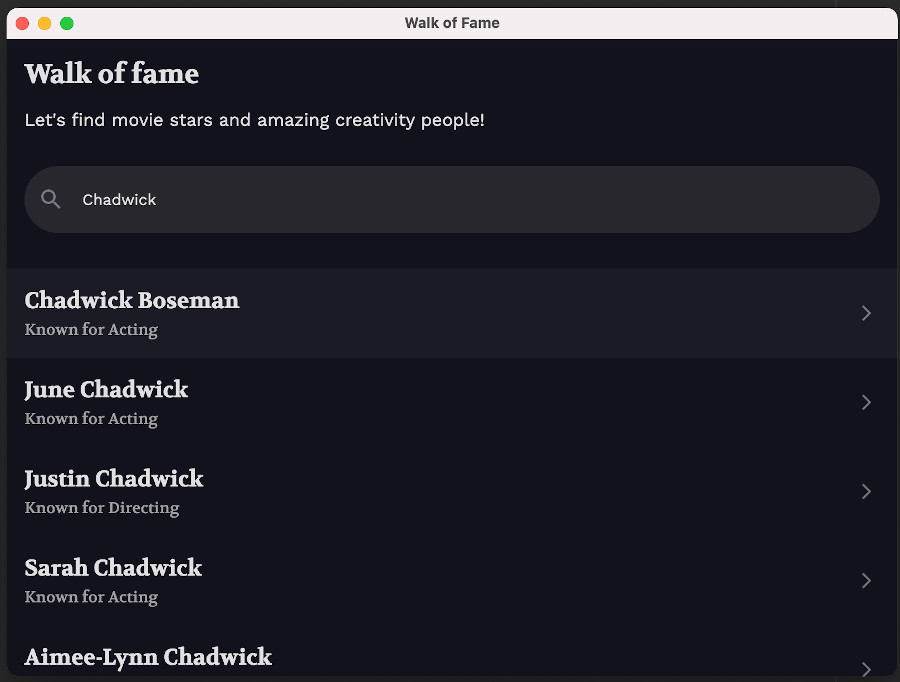 Walk of Fame
Walk of fame
Let's find movie stars and amazing creativity people!
Chadwick
Chadwick Boseman
Known for Acting
June Chadwick
Known for Acting
Justin Chadwick
Known for Directing
Sarah Chadwick
Known for Acting
Aimee-Lynn Chadwick